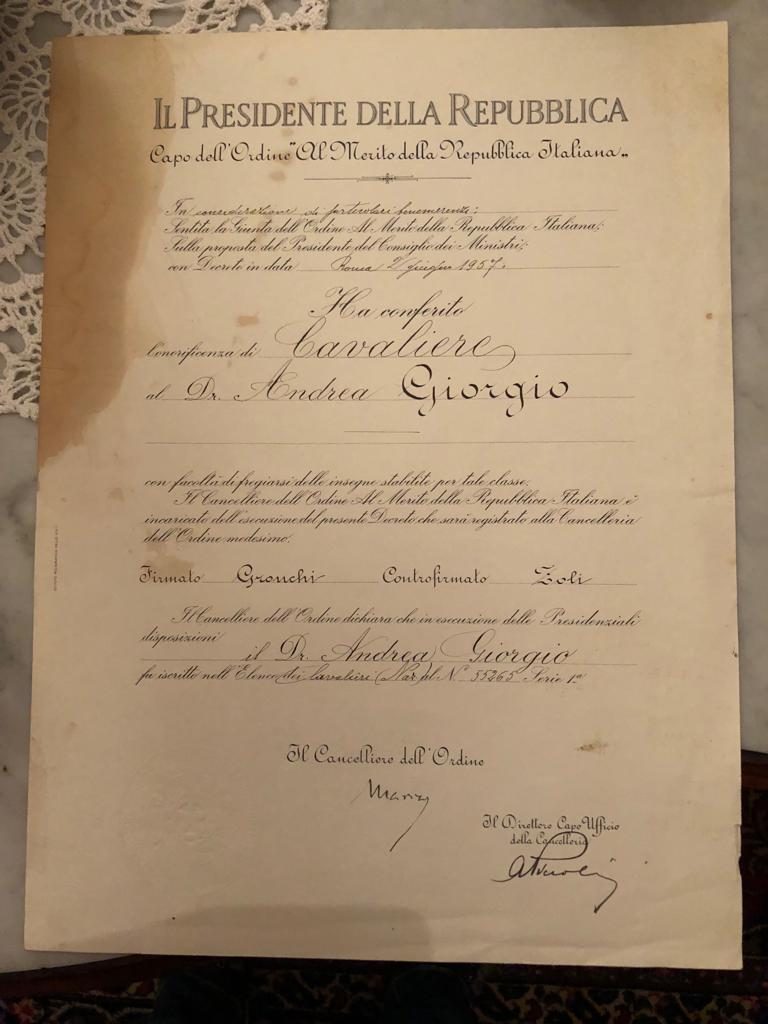 IL PRESIDENTE DELLA REPUBBLICA
Capo dell'Ordine "Al Merito della Repubblica Italiana"
In considerazione di particolari benemerenze;
Sentita la Giunta dell'Ordine Al Merito della Repubblica Italiana;
Sulla proposta del Presidente del Consiglio dei Ministri;
con Decreto in data Roma 2 giugno 1957.
Ha conferito
l'onorificenza di Cavaliere
al Dr. Andrea Giorgio
con facoltà di fregiarsi delle insegne stabilite per tale classe.
Il Cancelliere dell'Ordine Al Merito della Repubblica Italiana è
incaricato dell'esecuzione del presente Decreto che sarà registrato alla Cancelleria
dell'Ordine medesimo.
Firmato Gronchi Controfirmato Zoli
Il Cancelliere dell'Ordine dichiara che in esecuzione delle Presidenziali
disposizioni
il Dr. Andrea Giorgio
fu iscritto nell'Elenco dei Cavalieri (Naz.) al N. 55265 Serie 1ª
Il Cancelliere dell'Ordine
Il Direttore Capo Ufficio
della Cancelleria